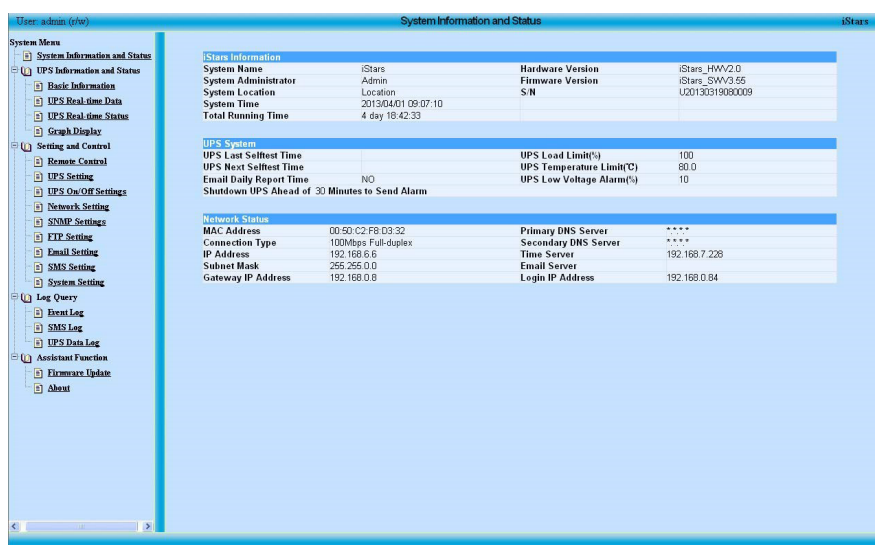 User: admin (r/w) System Information and Status iStars
System Menu
System Information and Status
UPS Information and Status
Basic Information
UPS Real-time Data
UPS Real-time Status
Graph Display
Setting and Control
Remote Control
UPS Setting
UPS On/Off Settings
Network Setting
SNMP Settings
FTP Setting
Email Setting
SMS Setting
System Setting
Log Query
Event Log
SMS Log
UPS Data Log
Assistant Function
Firmware Update
About
iStars Information
System Name iStars Hardware Version iStars_HWV2.0
System Administrator Admin Firmware Version iStars_SWV3.55
System Location Location S/N U20130319080009
System Time 2013/04/01 09:07:10
Total Running Time 4 day 18:42:33
UPS System
UPS Last Selftest Time UPS Load Limit(%) 100
UPS Next Selftest Time UPS Temperature Limit(℃) 80.0
Email Daily Report Time NO UPS Low Voltage Alarm(%) 10
Shutdown UPS Ahead of 30 Minutes to Send Alarm
Network Status
MAC Address 00:50:C2:F8:D3:32 Primary DNS Server *.*.*.*
Connection Type 100Mbps Full-duplex Secondary DNS Server *.*.*.*
IP Address 192.168.6.6 Time Server 192.168.7.228
Subnet Mask 255.255.0.0 Email Server
Gateway IP Address 192.168.0.8 Login IP Address 192.168.0.84